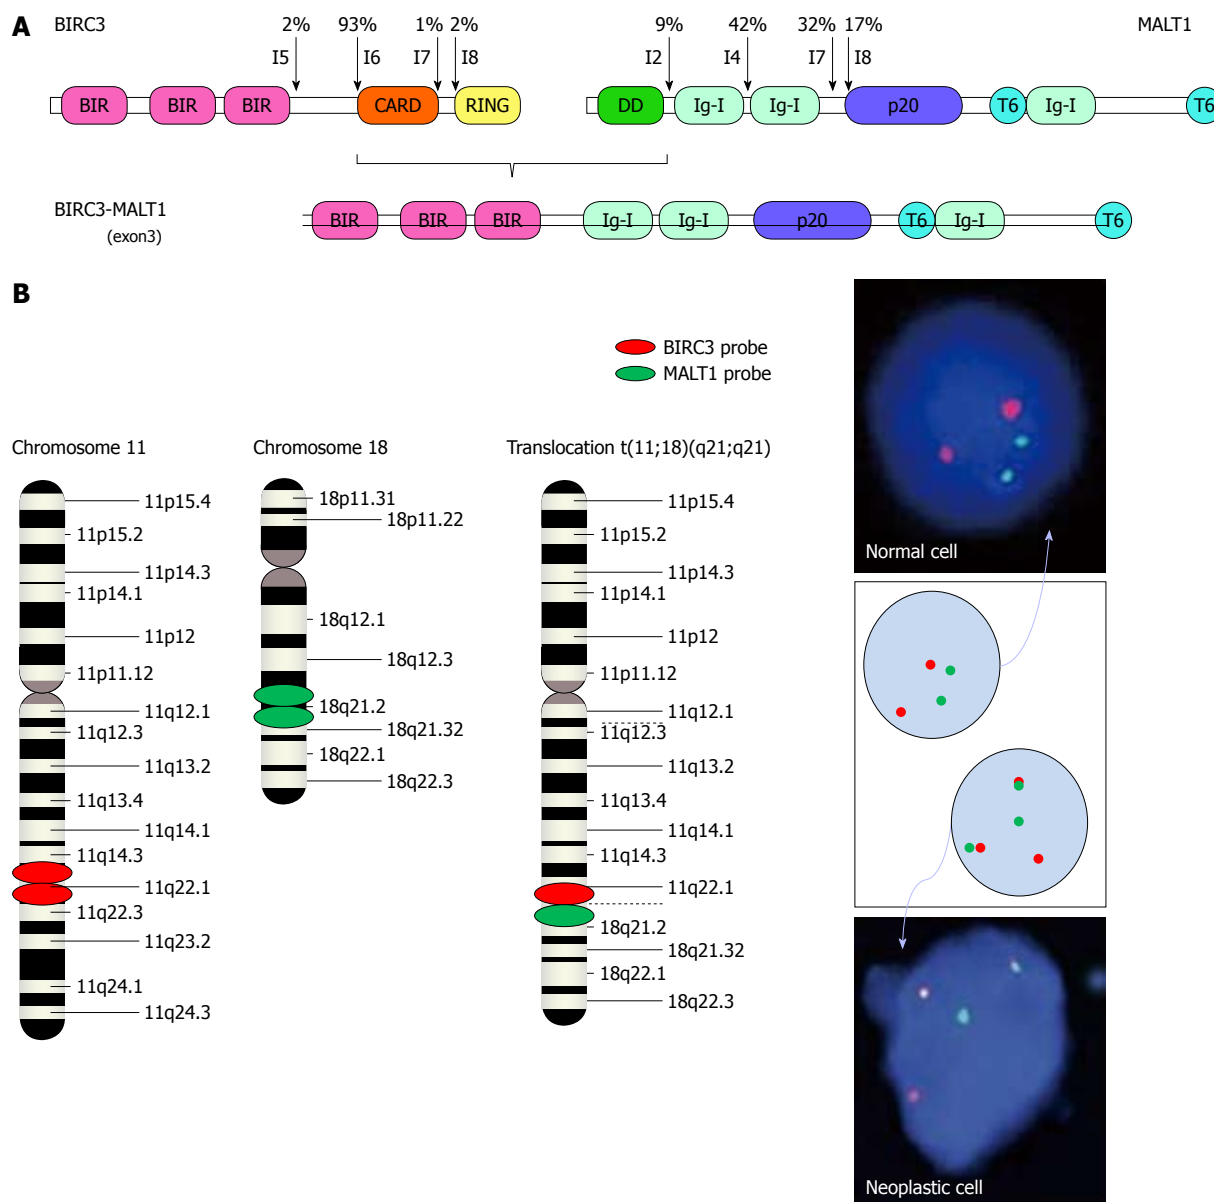 A
BIRC3 2% 93% 1% 2% 9% 42% 32% 17% MALT1
I5 I6 I7 I8 I2 I4 I7 I8
BIR BIR BIR CARD RING DD Ig-I Ig-I p20 T6 Ig-I T6
BIRC3-MALT1
(exon3)
BIR BIR BIR Ig-I Ig-I p20 T6 Ig-I T6
B
BIRC3 probe
MALT1 probe
Chromosome 11
11p15.4
11p15.2
11p14.3
11p14.1
11p12
11p11.12
11q12.1
11q12.3
11q13.2
11q13.4
11q14.1
11q14.3
11q22.1
11q22.3
11q23.2
11q24.1
11q24.3
Chromosome 18
18p11.31
18p11.22
18q12.1
18q12.3
18q21.2
18q21.32
18q22.1
18q22.3
Translocation t(11;18)(q21;q21)
11p15.4
11p15.2
11p14.3
11p14.1
11p12
11p11.12
11q12.1
11q12.3
11q13.2
11q13.4
11q14.1
11q14.3
11q22.1
18q21.2
18q21.32
18q22.1
18q22.3
Normal cell
Neoplastic cell